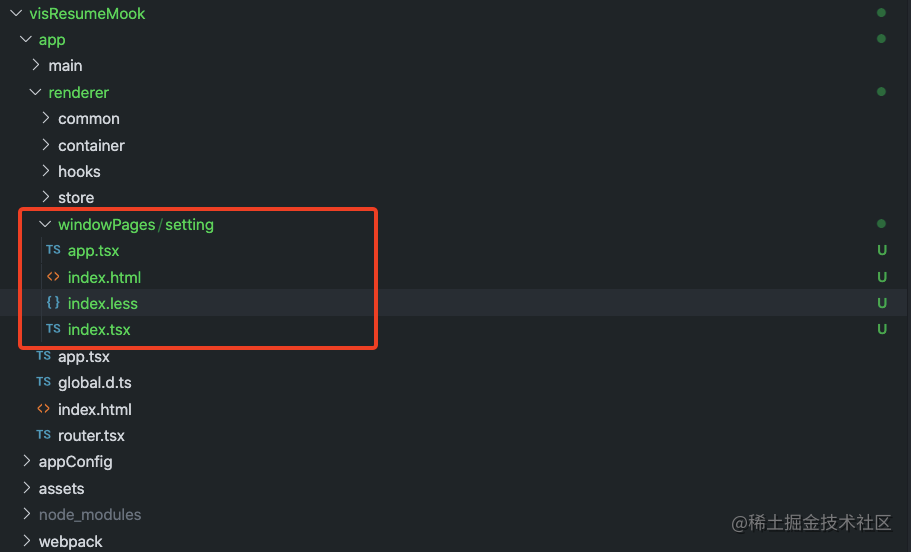 visResumeMook
app
main
renderer
common
container
hooks
store
windowPages/setting
TS app.tsx U
<> index.html U
{} index.less U
TS index.tsx U
TS app.tsx
TS global.d.ts
<> index.html
TS router.tsx
appConfig
assets
node_modules
webpack
@稀土掘金技术社区